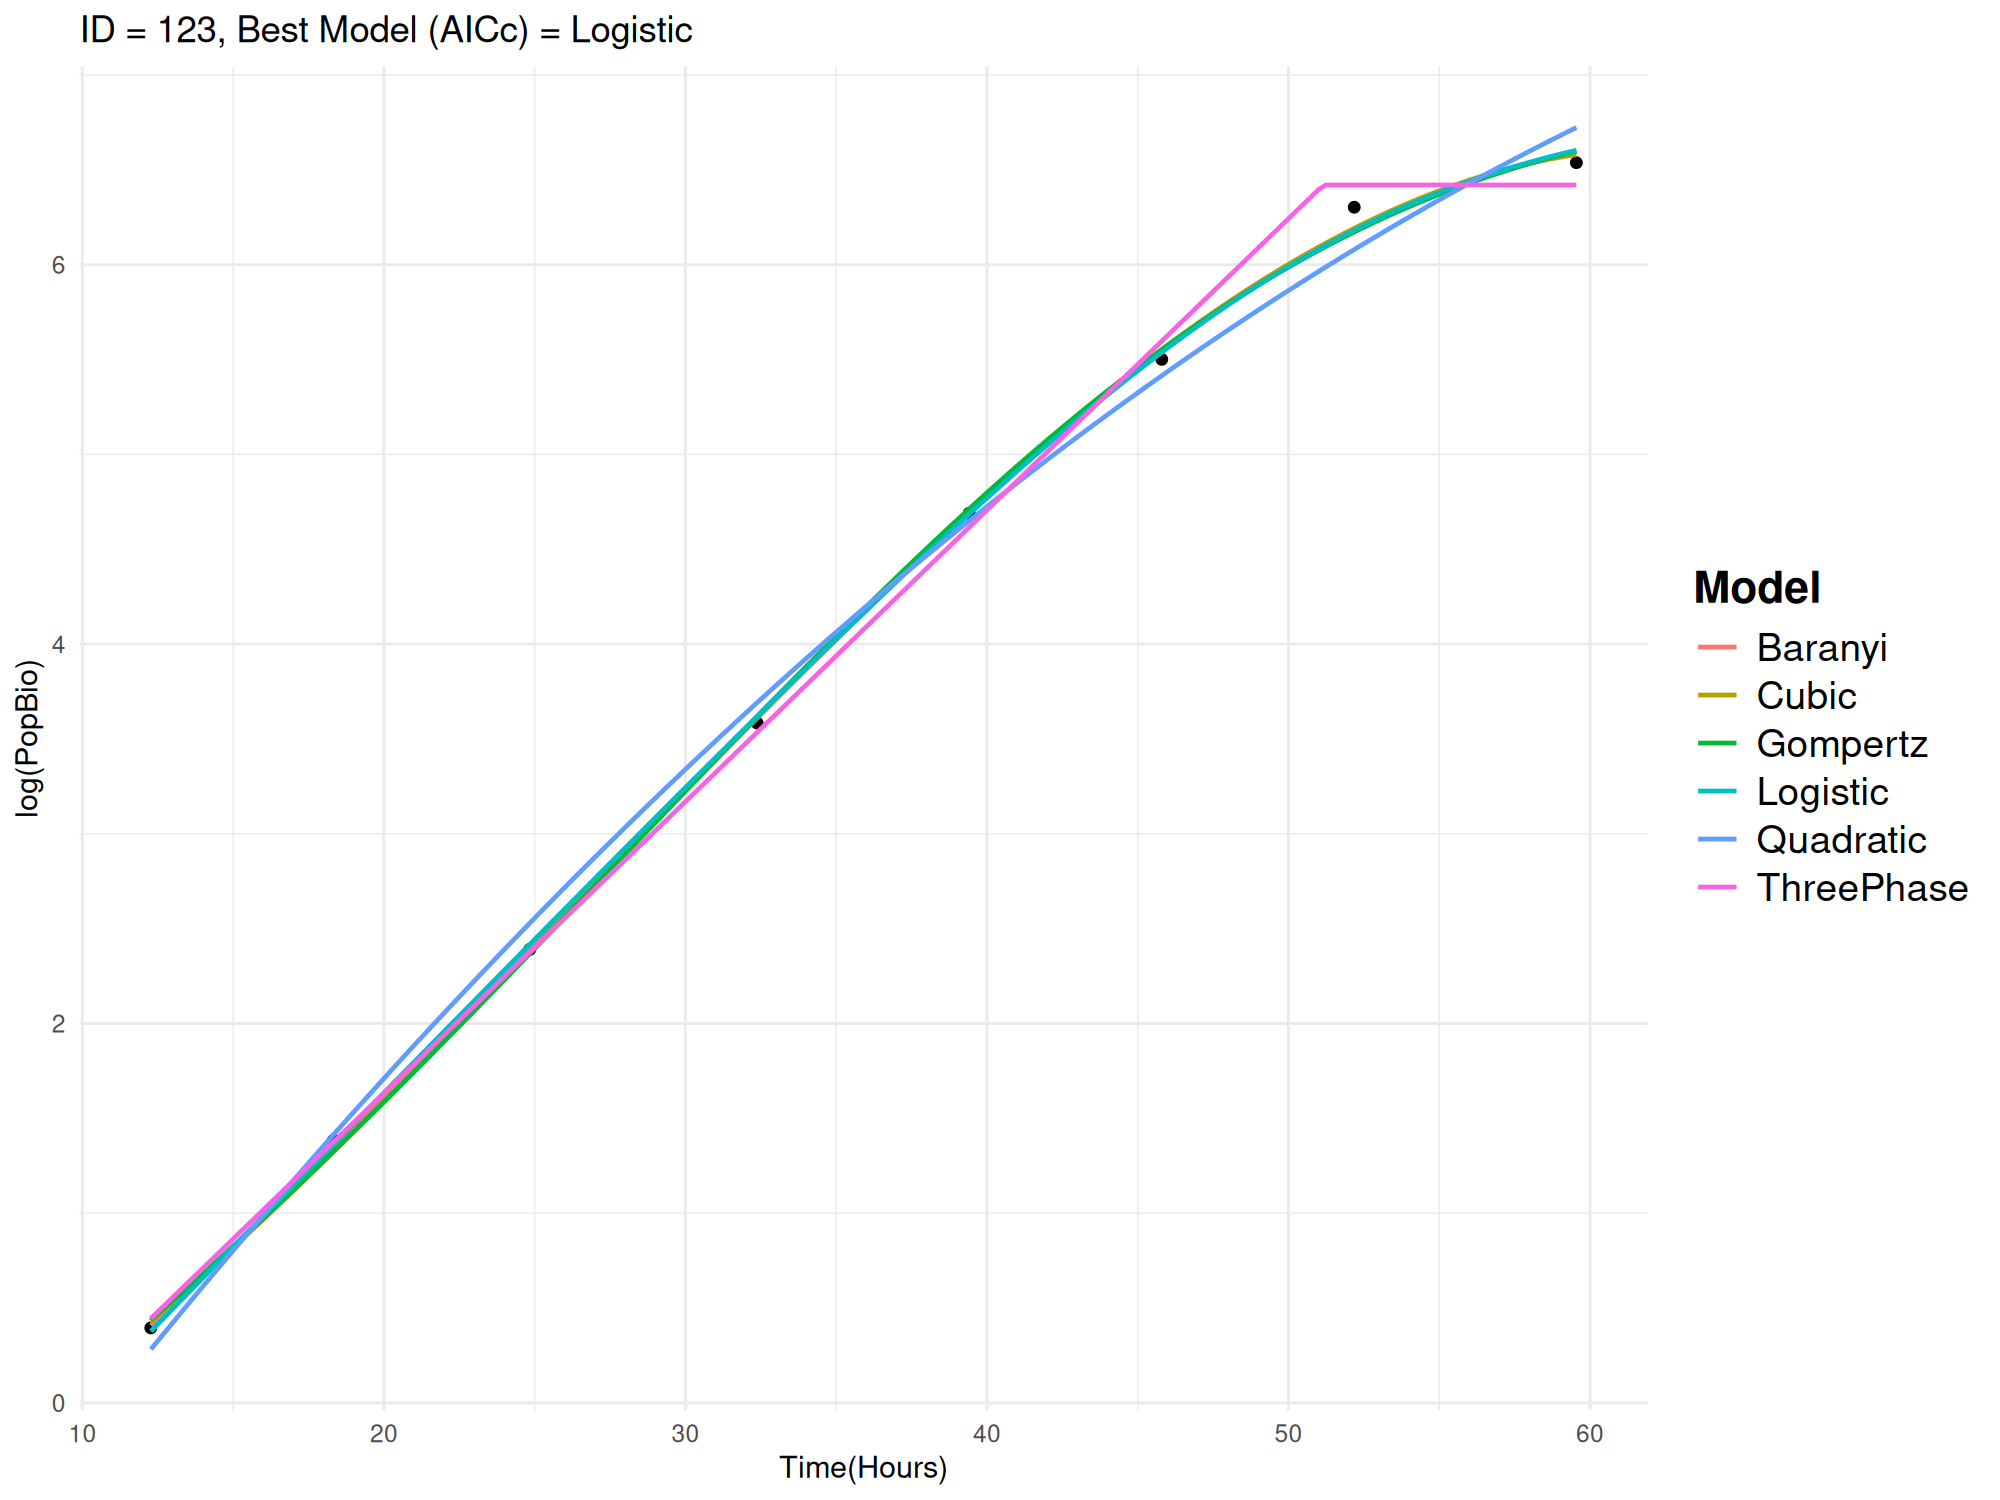 ID = 123, Best Model (AICc) = Logistic
6
4
2
0
log(PopBio)
10 20 30 40 50 60
Time(Hours)
Model
Baranyi
Cubic
Gompertz
Logistic
Quadratic
ThreePhase